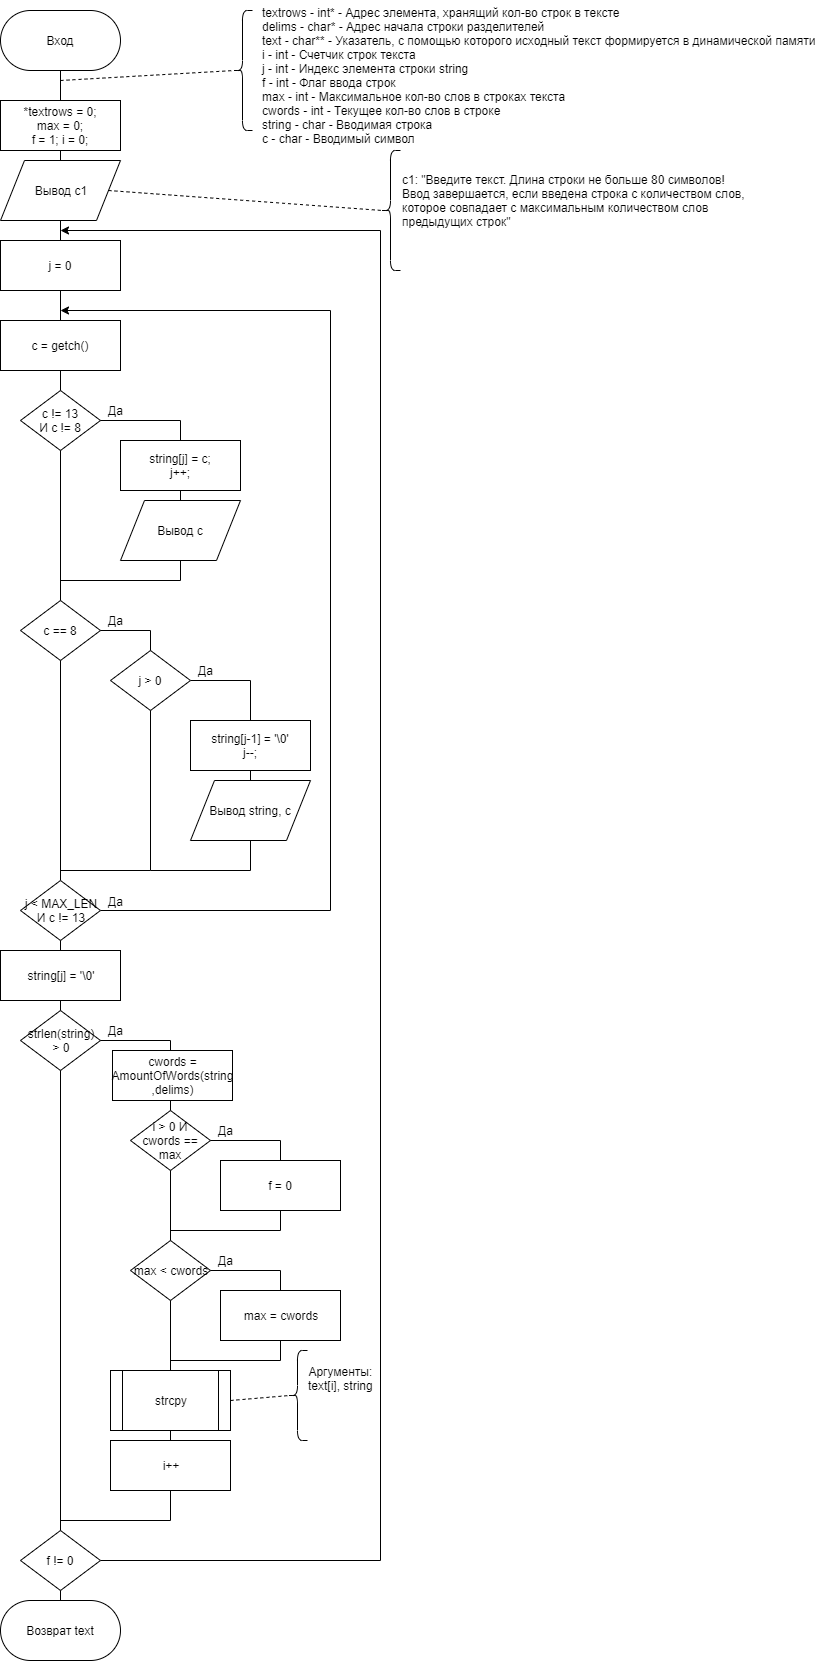 Вход
textrows - int* - Адрес элемента, хранящий кол-во строк в тексте
delims - char* - Адрес начала строки разделителей
text - char** - Указатель, с помощью которого исходный текст формируется в динамической памяти
i - int - Счетчик строк текста
j - int - Индекс элемента строки string
f - int - Флаг ввода строк
max - int - Максимальное кол-во слов в строках текста
cwords - int - Текущее кол-во слов в строке
string - char - Вводимая строка
c - char - Вводимый символ
*textrows = 0;
max = 0;
f = 1; i = 0;
Вывод c1
c1: "Введите текст. Длина строки не больше 80 символов!
Ввод завершается, если введена строка с количеством слов,
которое совпадает с максимальным количеством слов
предыдущих строк"
j = 0
c = getch()
c != 13
И c != 8
Да
string[j] = c;
j++;
Вывод c
c == 8
Да
j > 0
Да
string[j-1] = '\0'
j--;
Вывод string, c
j < MAX_LEN
И c != 13
Да
string[j] = '\0'
strlen(string)
> 0
Да
cwords =
AmountOfWords(string
,delims)
i > 0 И
cwords ==
max
Да
f = 0
max < cwords
Да
max = cwords
strcpy
Аргументы:
text[i], string
i++
f != 0
Возврат text